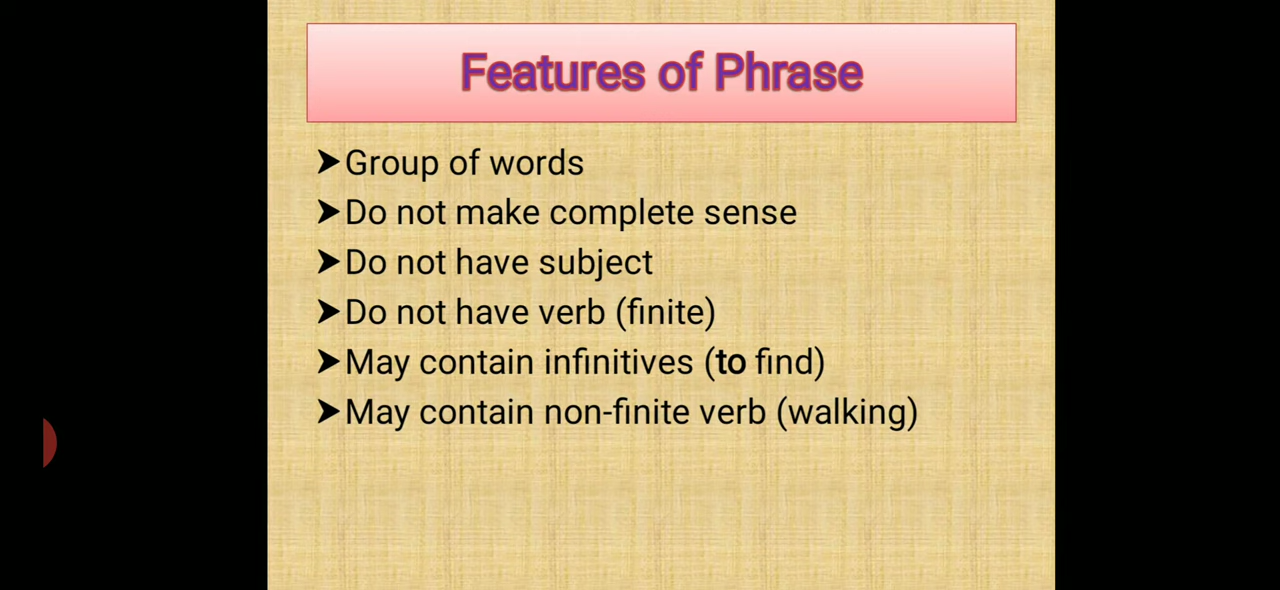 Features of Phrase
➤Group of words
➤Do not make complete sense
➤Do not have subject
➤Do not have verb (finite)
➤May contain infinitives (to find)
➤May contain non-finite verb (walking)